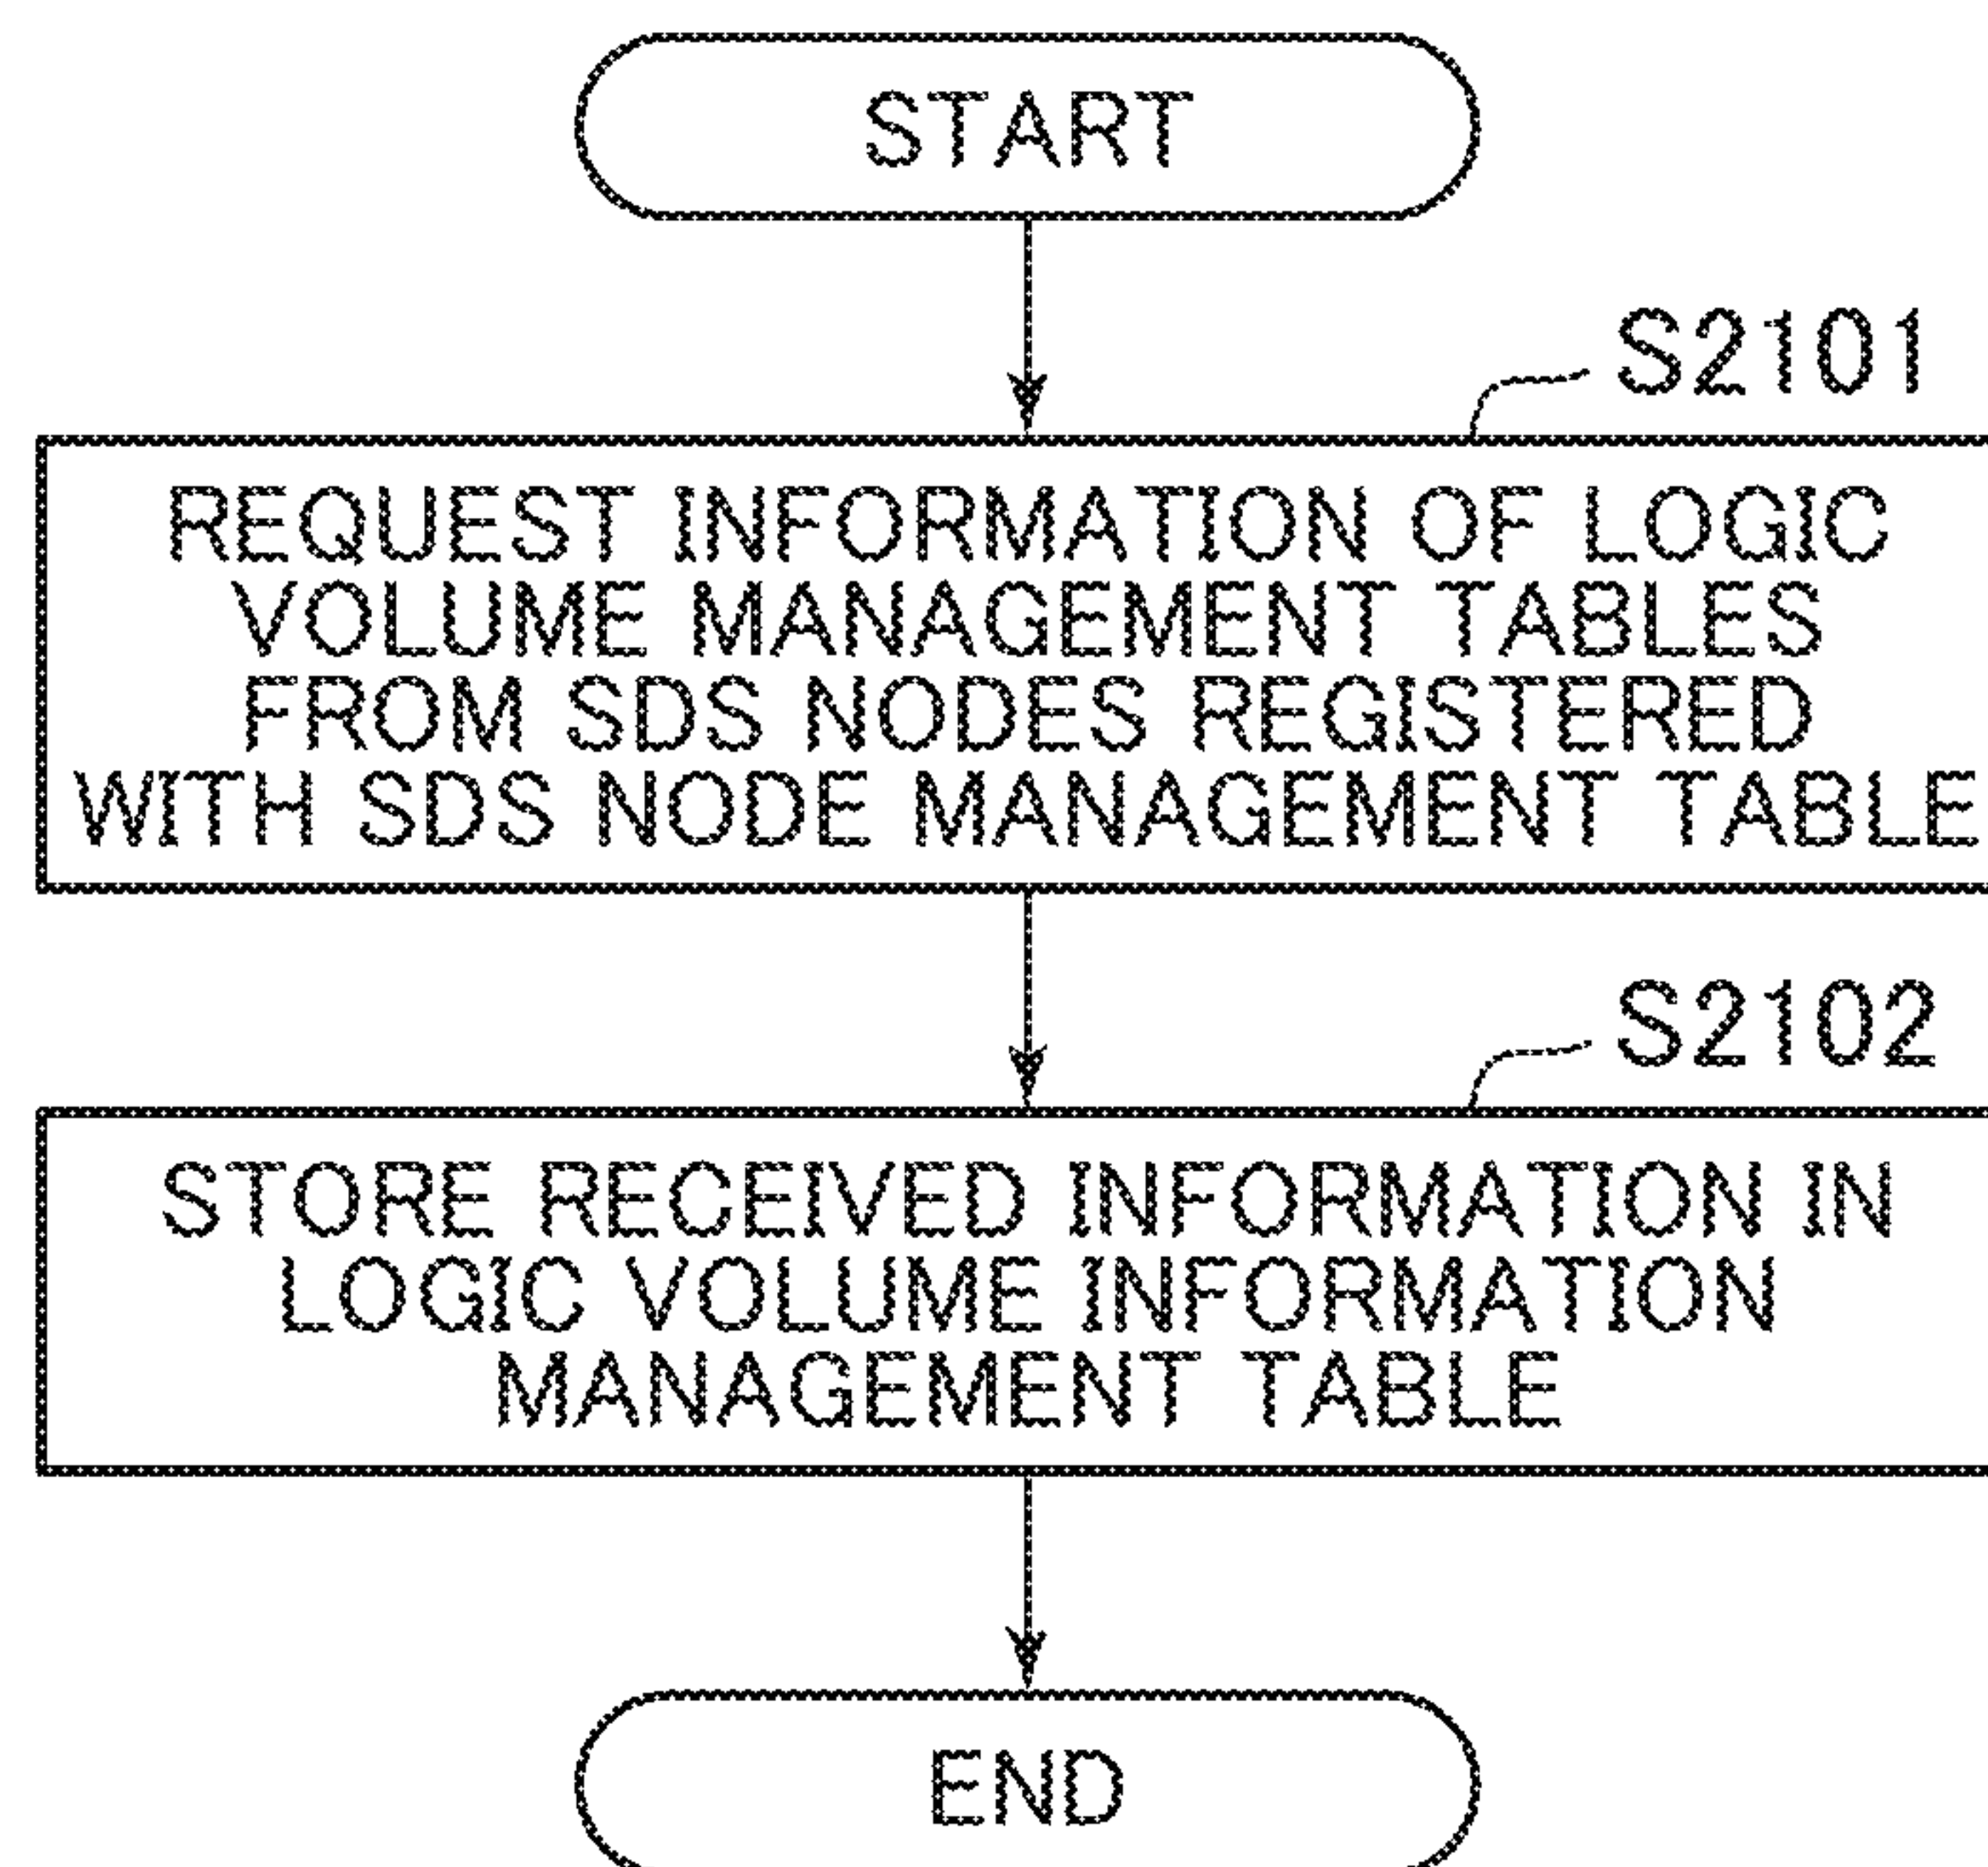 START
S2101
REQUEST INFORMATION OF LOGIC
VOLUME MANAGEMENT TABLES
FROM SDS NODES REGISTERED
WITH SDS NODE MANAGEMENT TABLE
S2102
STORE RECEIVED INFORMATION IN
LOGIC VOLUME INFORMATION
MANAGEMENT TABLE
END